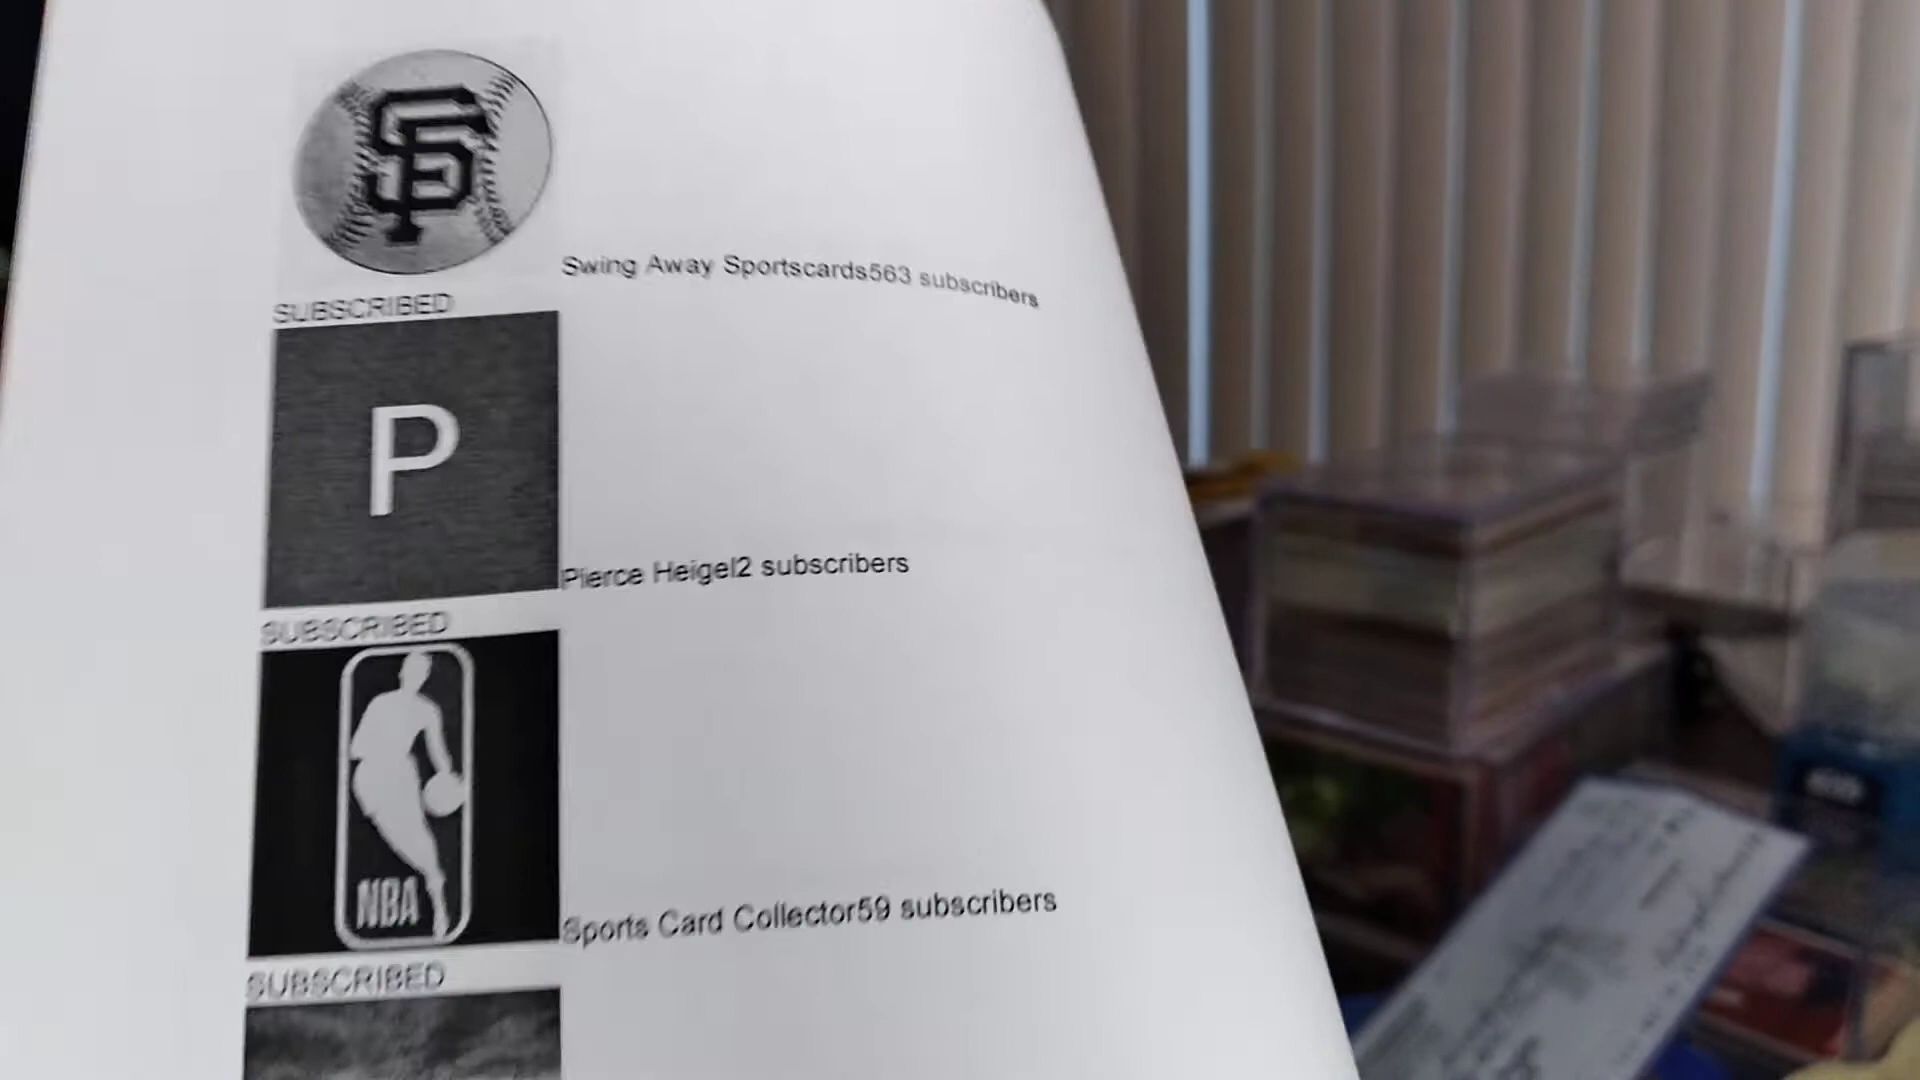 SF
Swing Away Sportscards563 subscribers
SUBSCRIBED
P
Pierce Heigel2 subscribers
SUBSCRIBED
NBA
Sports Card Collector59 subscribers
SUBSCRIBED